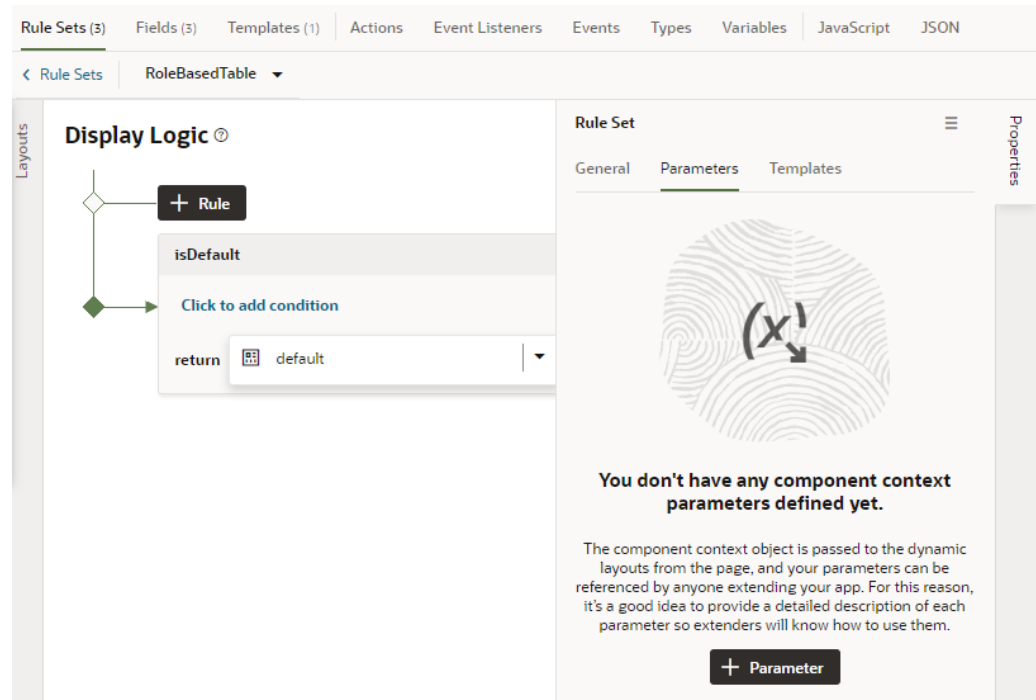 Rule Sets (3) Fields (3) Templates (1) Actions Event Listeners Events Types Variables JavaScript JSON
Rule Sets RoleBasedTable
Layouts
Display Logic
+ Rule
isDefault
Click to add condition
return default
Rule Set
General Parameters Templates
(x)
You don't have any component context
parameters defined yet.
The component context object is passed to the dynamic
layouts from the page, and your parameters can be
referenced by anyone extending your app. For this reason,
it's a good idea to provide a detailed description of each
parameter so extenders will know how to use them.
+ Parameter
Properties